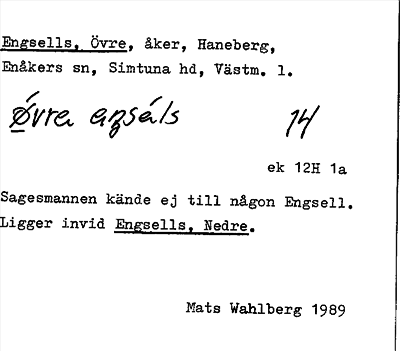 Engsells, Övre, åker, Haneberg,
Enåkers sn, Simtuna hd, Västm. l.
Øvre 14
ek 12H 1a
Sagesmannen kände ej till någon Engsell.
Ligger invid Engsells, Nedre.
Mats Wahlberg 1989